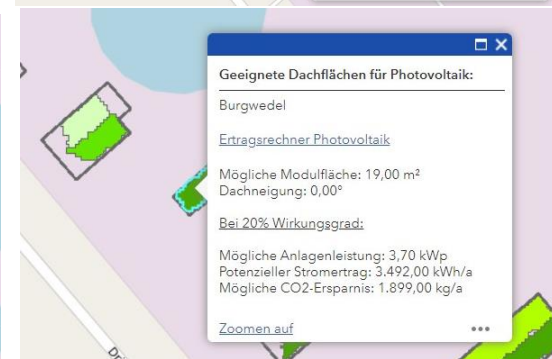 Geeignete Dachflächen für Photovoltaik:
Burgwedel
Ertragsrechner Photovoltaik
Mögliche Modulfläche: 19,00 m²
Dachneigung: 0,00°
Bei 20% Wirkungsgrad:
Mögliche Anlagenleistung: 3,70 kWp
Potenzieller Stromertrag: 3.492,00 kWh/a
Mögliche CO2-Ersparnis: 1.899,00 kg/a
Zoomen auf
Dr